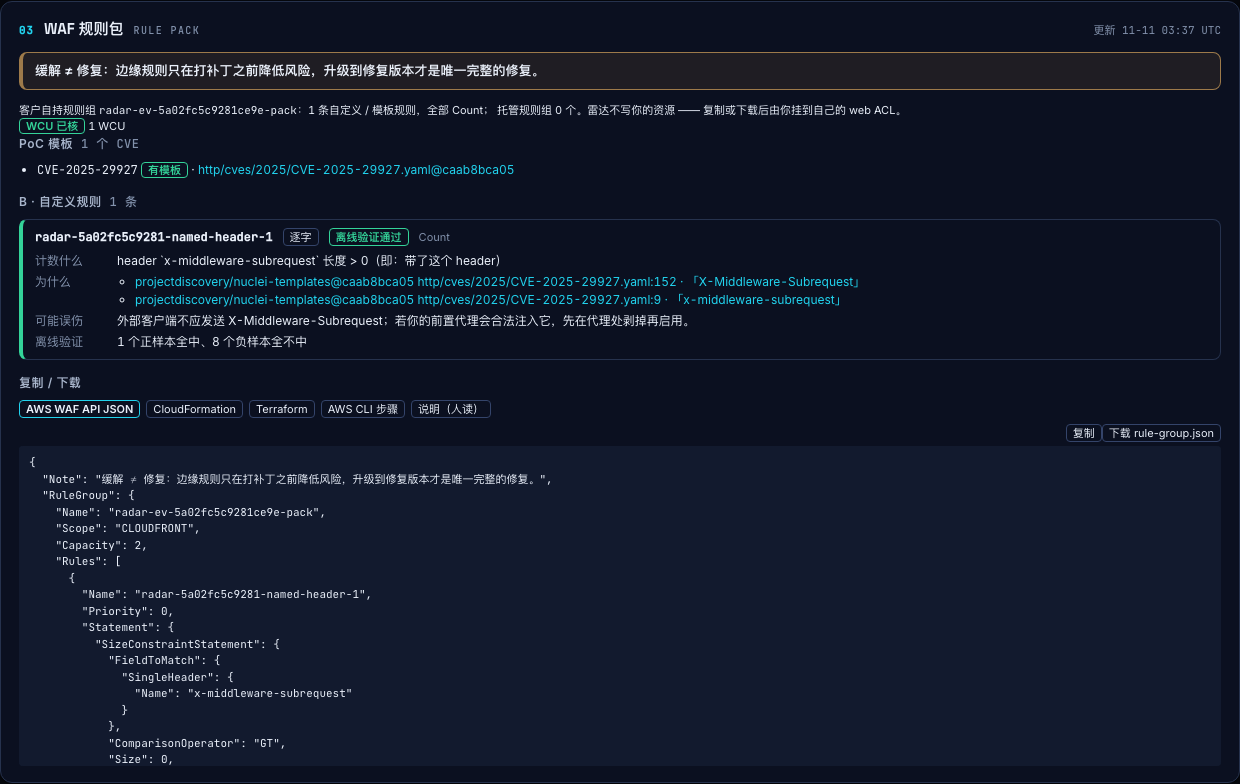 03 WAF 规则包 RULE PACK 更新 11-11 03:37 UTC
缓解 ≠ 修复：边缘规则只在打补丁之前降低风险，升级到修复版本才是唯一完整的修复。
客户自持规则组 radar-ev-5a02fc5c9281ce9e-pack：1 条自定义 / 模板规则，全部 Count； 托管规则组 0 个。雷达不写你的资源 —— 复制或下载后由你挂到自己的 web ACL。
WCU 已核 1 WCU
PoC 模板 1 个 CVE
• CVE-2025-29927 有模板 · http/cves/2025/CVE-2025-29927.yaml@caab8bca05
B · 自定义规则 1 条
radar-5a02fc5c9281-named-header-1 逐字 离线验证通过 Count
计数什么 header `x-middleware-subrequest` 长度 > 0（即：带了这个 header）
为什么 ◦ projectdiscovery/nuclei-templates@caab8bca05 http/cves/2025/CVE-2025-29927.yaml:152 · 「X-Middleware-Subrequest」
◦ projectdiscovery/nuclei-templates@caab8bca05 http/cves/2025/CVE-2025-29927.yaml:9 · 「x-middleware-subrequest」
可能误伤 外部客户端不应发送 X-Middleware-Subrequest；若你的前置代理会合法注入它，先在代理处剥掉再启用。
离线验证 1 个正样本全中、8 个负样本全不中
复制 / 下载
AWS WAF API JSON CloudFormation Terraform AWS CLI 步骤 说明（人读）
复制 下载 rule-group.json
{
  "Note": "缓解 ≠ 修复：边缘规则只在打补丁之前降低风险，升级到修复版本才是唯一完整的修复。",
  "RuleGroup": {
    "Name": "radar-ev-5a02fc5c9281ce9e-pack",
    "Scope": "CLOUDFRONT",
    "Capacity": 2,
    "Rules": [
      {
        "Name": "radar-5a02fc5c9281-named-header-1",
        "Priority": 0,
        "Statement": {
          "SizeConstraintStatement": {
            "FieldToMatch": {
              "SingleHeader": {
                "Name": "x-middleware-subrequest"
              }
            },
            "ComparisonOperator": "GT",
            "Size": 0,